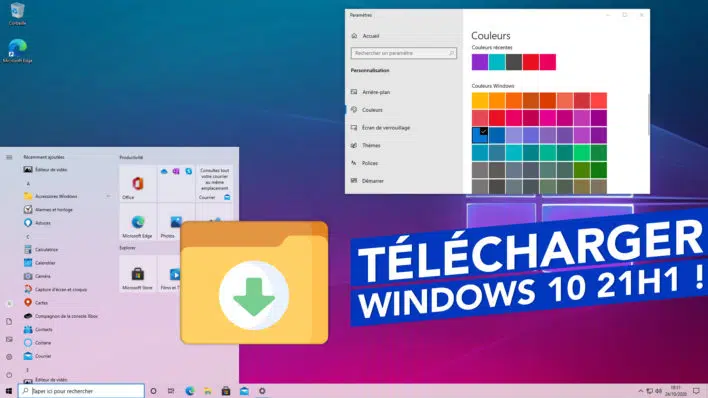 Corbeille
Microsoft Edge
Paramètres
Accueil
Rechercher un paramètre
Personnalisation
Arrière-plan
Couleurs
Écran de verrouillage
Thèmes
Polices
Démarrer
Couleurs
Couleurs récentes
Couleurs Windows
Récemment ajoutées
Éditeur de vidéo
A
Accessoires Windows
Alarmes et horloge
Astuces
C
Calculatrice
Calendrier
Caméra
Capture d'écran et croquis
Cartes
Compagnon de la console Xbox
Contacts
Cortana
Courrier
E
Éditeur de vidéo
Productivité
Office
Consultez tout
votre courrier
au même
emplacement
Courrier
Microsoft Edge
Photos
Explorer
Microsoft Store
Films et T
TÉLÉCHARGER
WINDOWS 10 21H1 !
Taper ici pour rechercher
24/10/2020